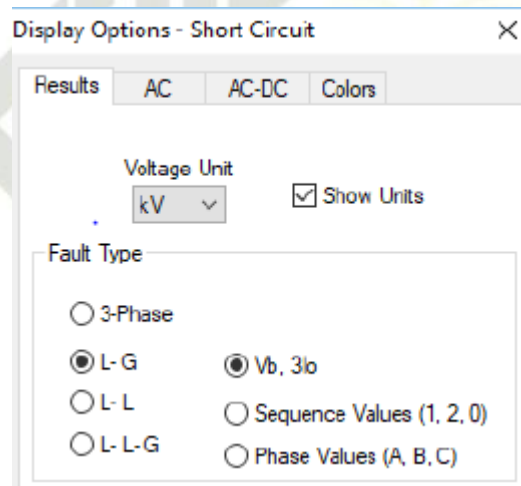 Display Options - Short Circuit
Results AC AC-DC Colors
Voltage Unit
kV
Show Units
Fault Type
3-Phase
L-G
Vb, 3Io
L-L
Sequence Values (1, 2, 0)
L-L-G
Phase Values (A, B, C)